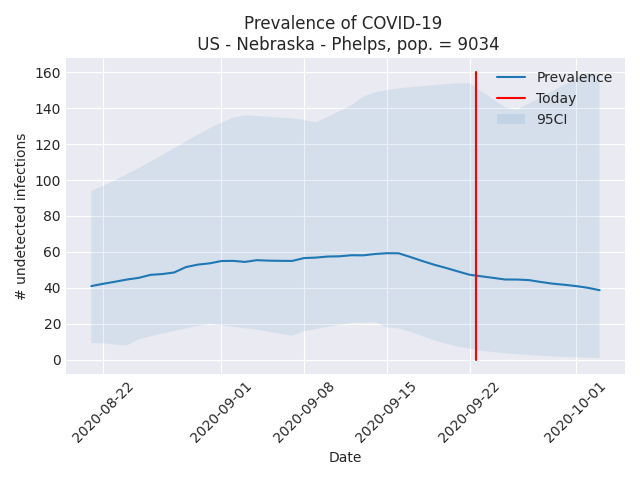 Prevalence of COVID-19
US - Nebraska - Phelps, pop. = 9034
160
140
120
100
80
60
40
20
0
# undetected infections
Prevalence
Today
95CI
2020-08-22
2020-09-01
2020-09-08
2020-09-15
2020-09-22
2020-10-01
Date